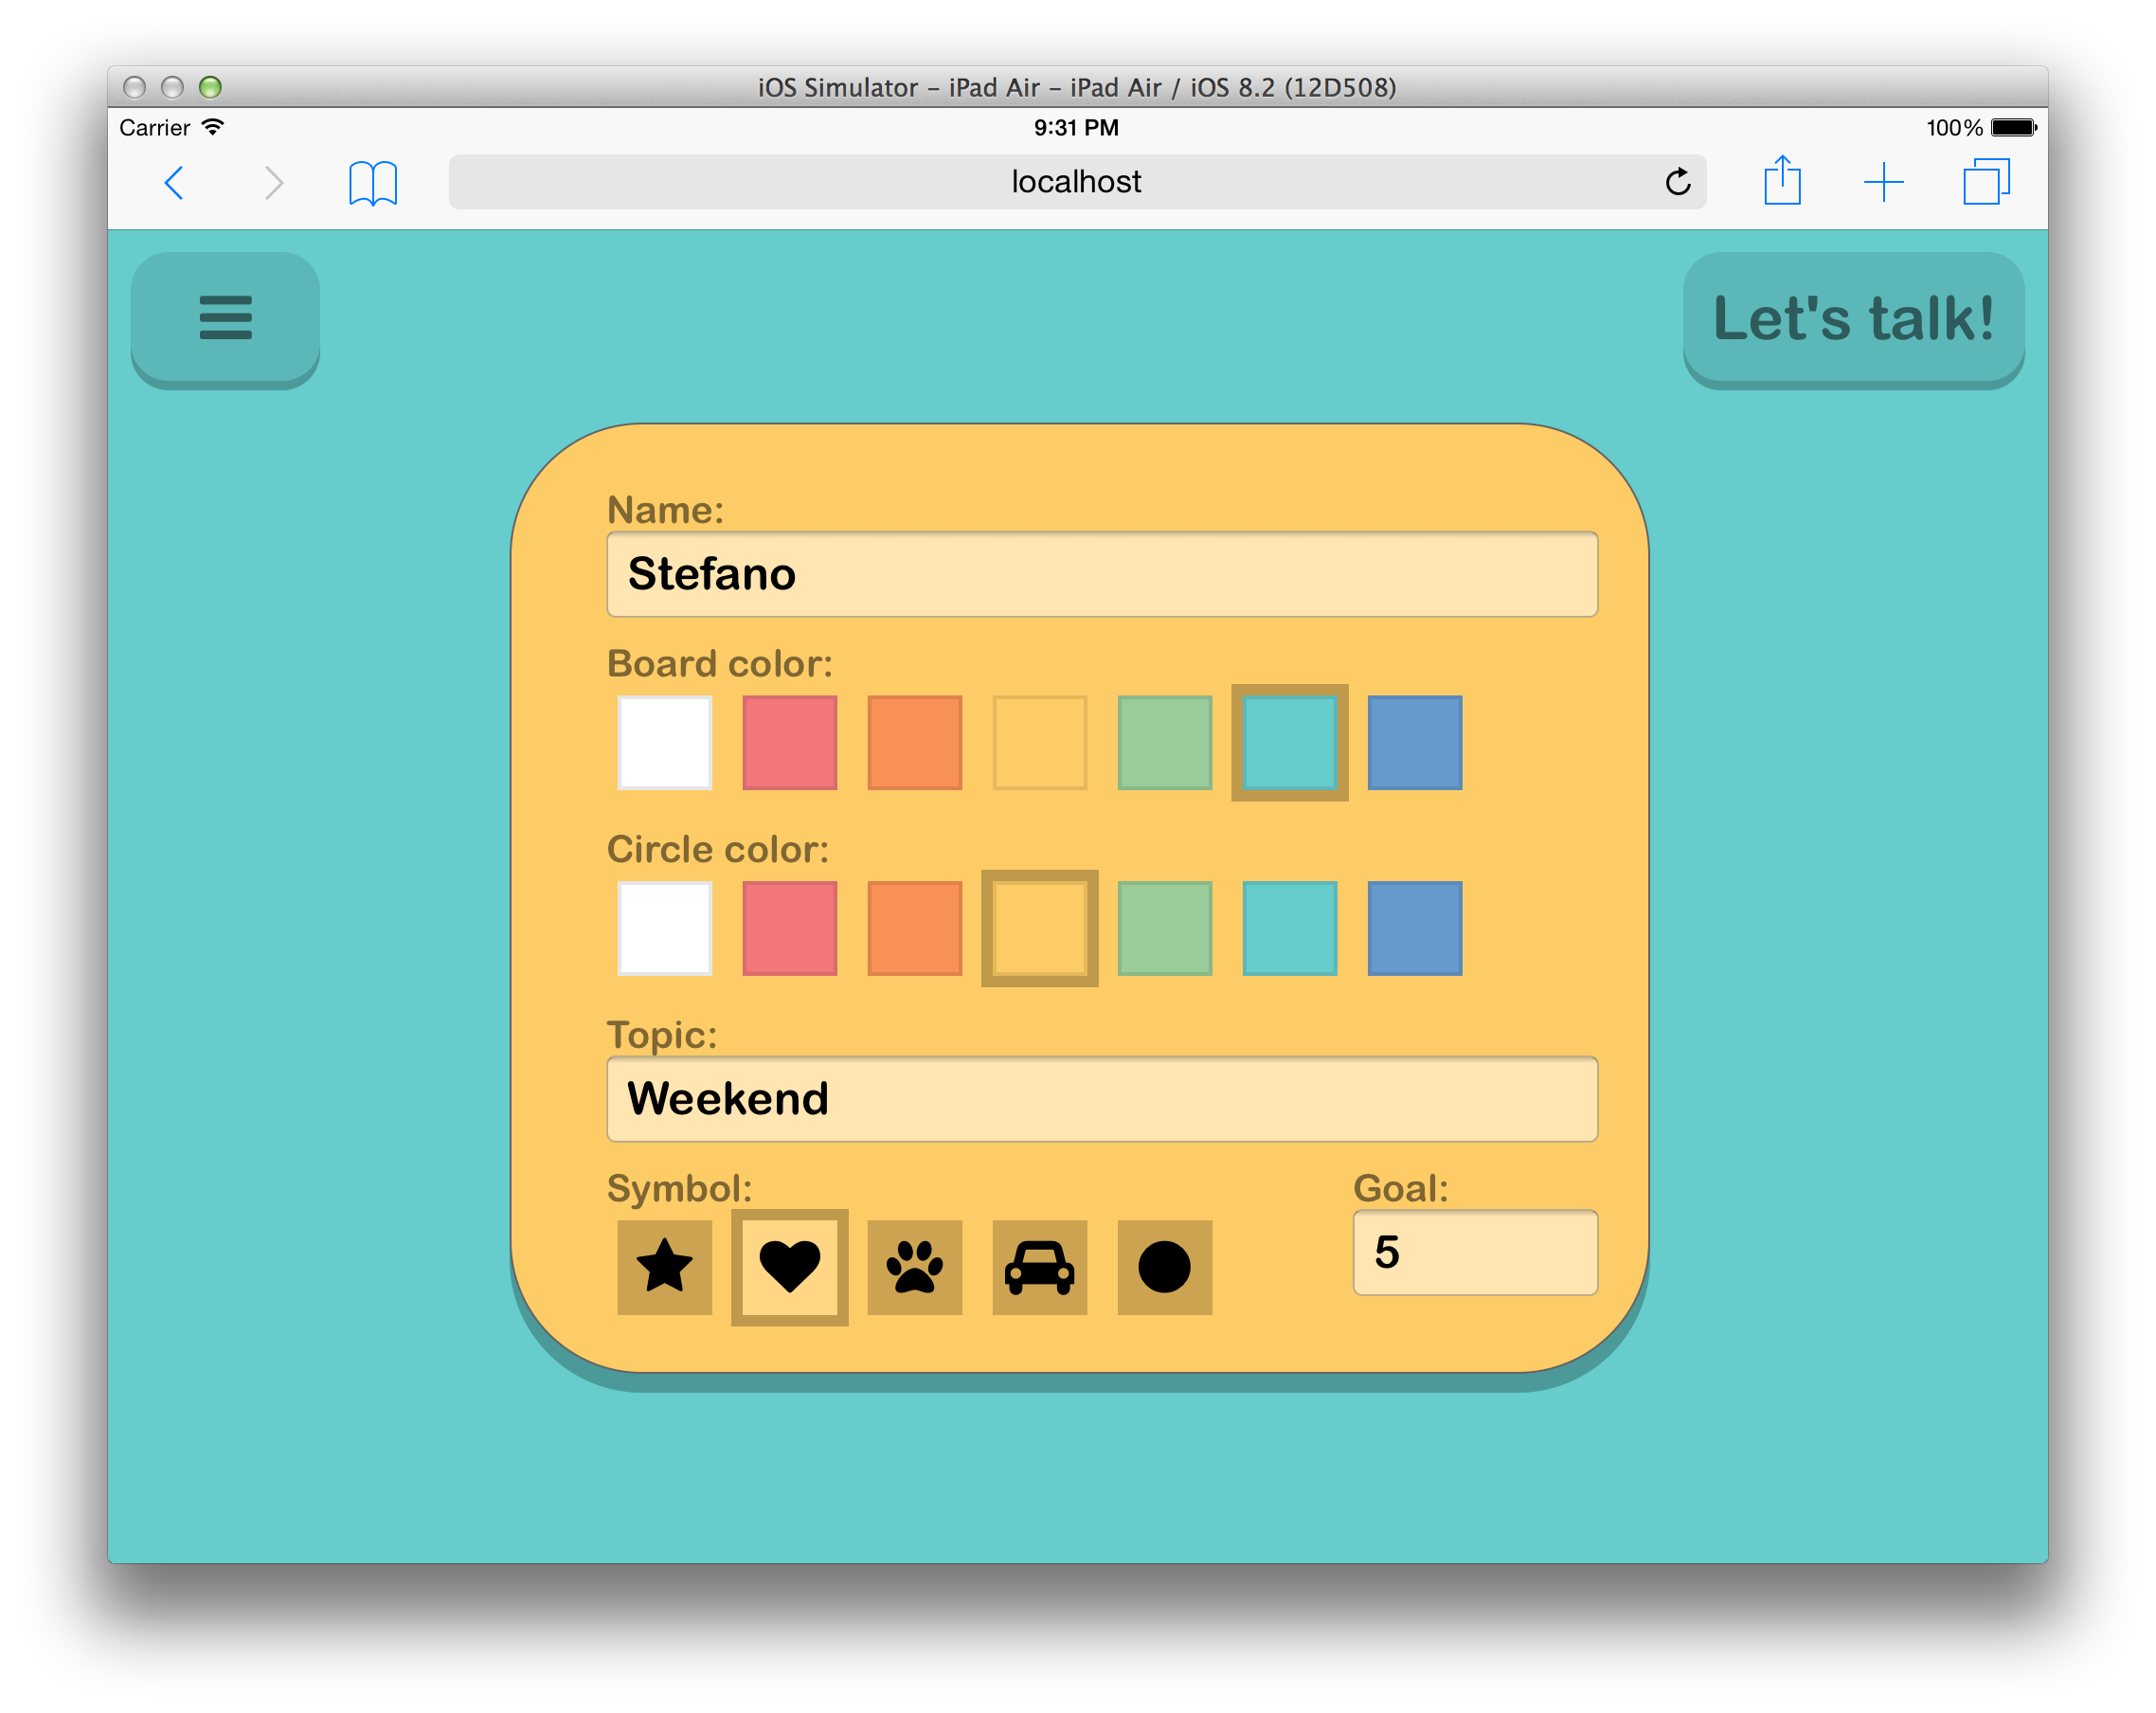 iOS Simulator – iPad Air – iPad Air / iOS 8.2 (12D508)
Carrier 9:31 PM 100%
localhost
Let's talk!
Name:
Stefano
Board color:
Circle color:
Topic:
Weekend
Symbol: Goal:
5